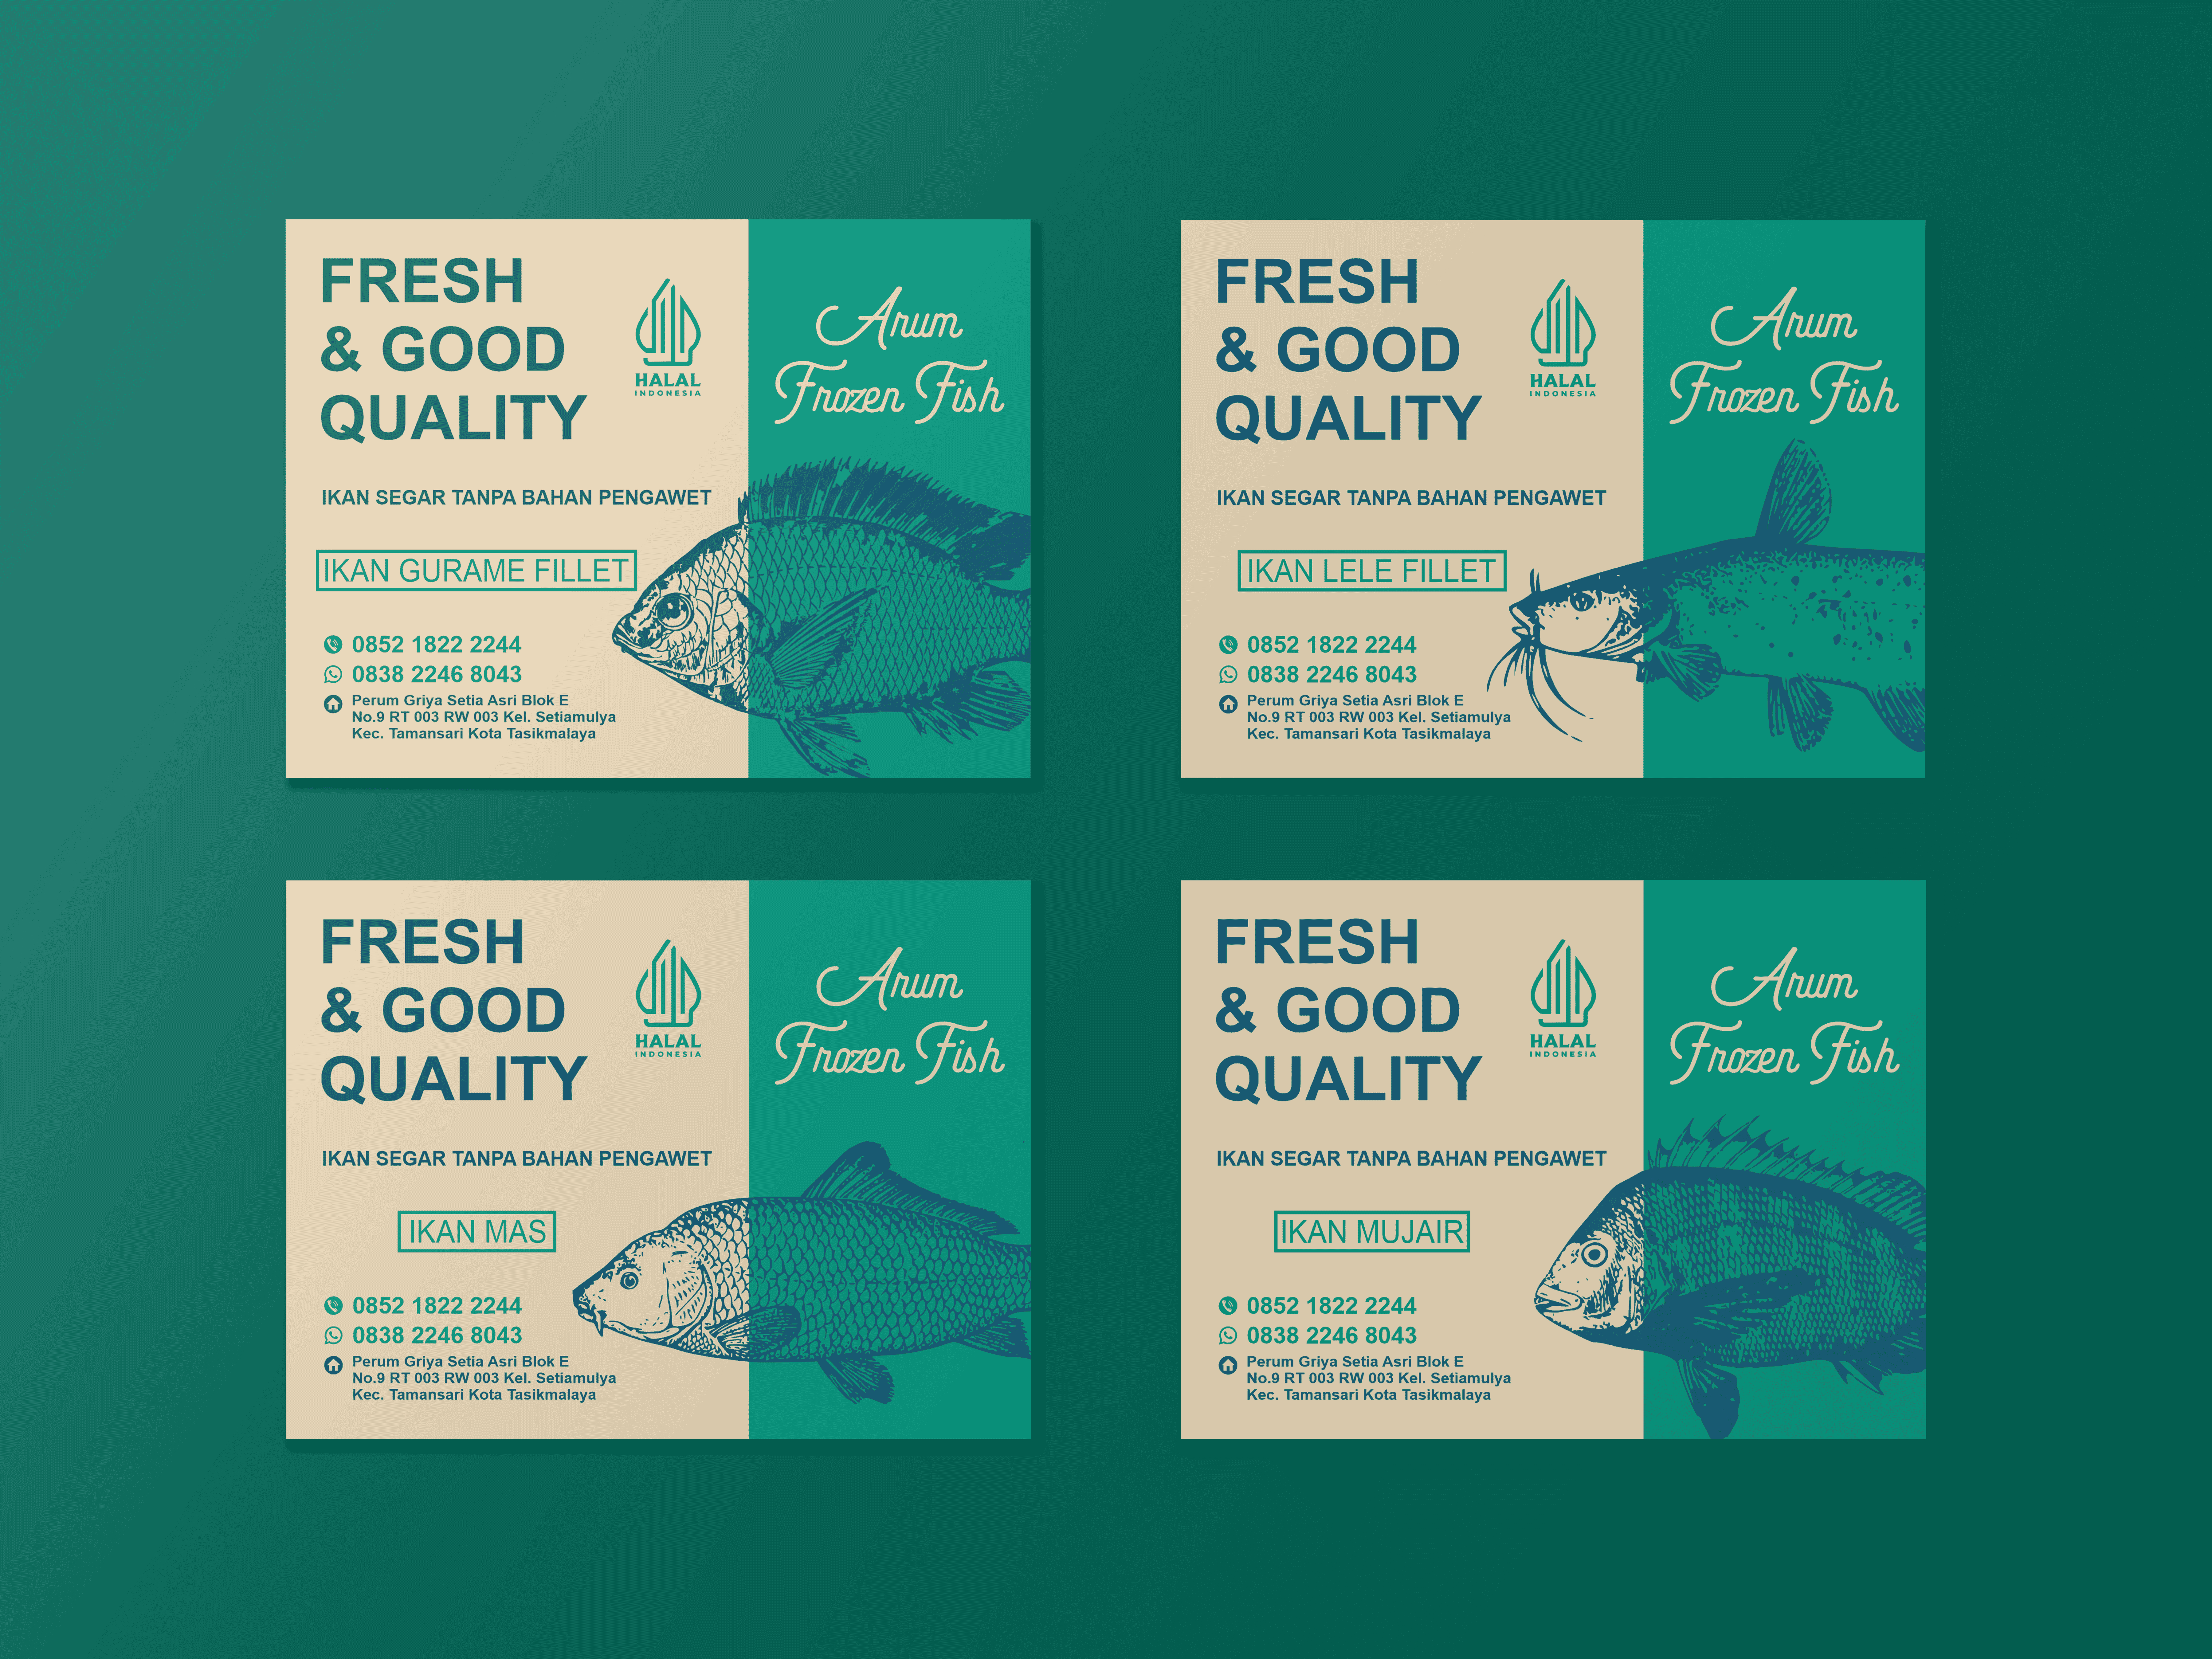 FRESH
& GOOD
QUALITY
HALAL
INDONESIA
Arum
Frozen Fish
IKAN SEGAR TANPA BAHAN PENGAWET
IKAN GURAME FILLET
0852 1822 2244
0838 2246 8043
Perum Griya Setia Asri Blok E
No.9 RT 003 RW 003 Kel. Setiamulya
Kec. Tamansari Kota Tasikmalaya
FRESH
& GOOD
QUALITY
HALAL
INDONESIA
Arum
Frozen Fish
IKAN SEGAR TANPA BAHAN PENGAWET
IKAN LELE FILLET
0852 1822 2244
0838 2246 8043
Perum Griya Setia Asri Blok E
No.9 RT 003 RW 003 Kel. Setiamulya
Kec. Tamansari Kota Tasikmalaya
FRESH
& GOOD
QUALITY
HALAL
INDONESIA
Arum
Frozen Fish
IKAN SEGAR TANPA BAHAN PENGAWET
IKAN MAS
0852 1822 2244
0838 2246 8043
Perum Griya Setia Asri Blok E
No.9 RT 003 RW 003 Kel. Setiamulya
Kec. Tamansari Kota Tasikmalaya
FRESH
& GOOD
QUALITY
HALAL
INDONESIA
Arum
Frozen Fish
IKAN SEGAR TANPA BAHAN PENGAWET
IKAN MUJAIR
0852 1822 2244
0838 2246 8043
Perum Griya Setia Asri Blok E
No.9 RT 003 RW 003 Kel. Setiamulya
Kec. Tamansari Kota Tasikmalaya